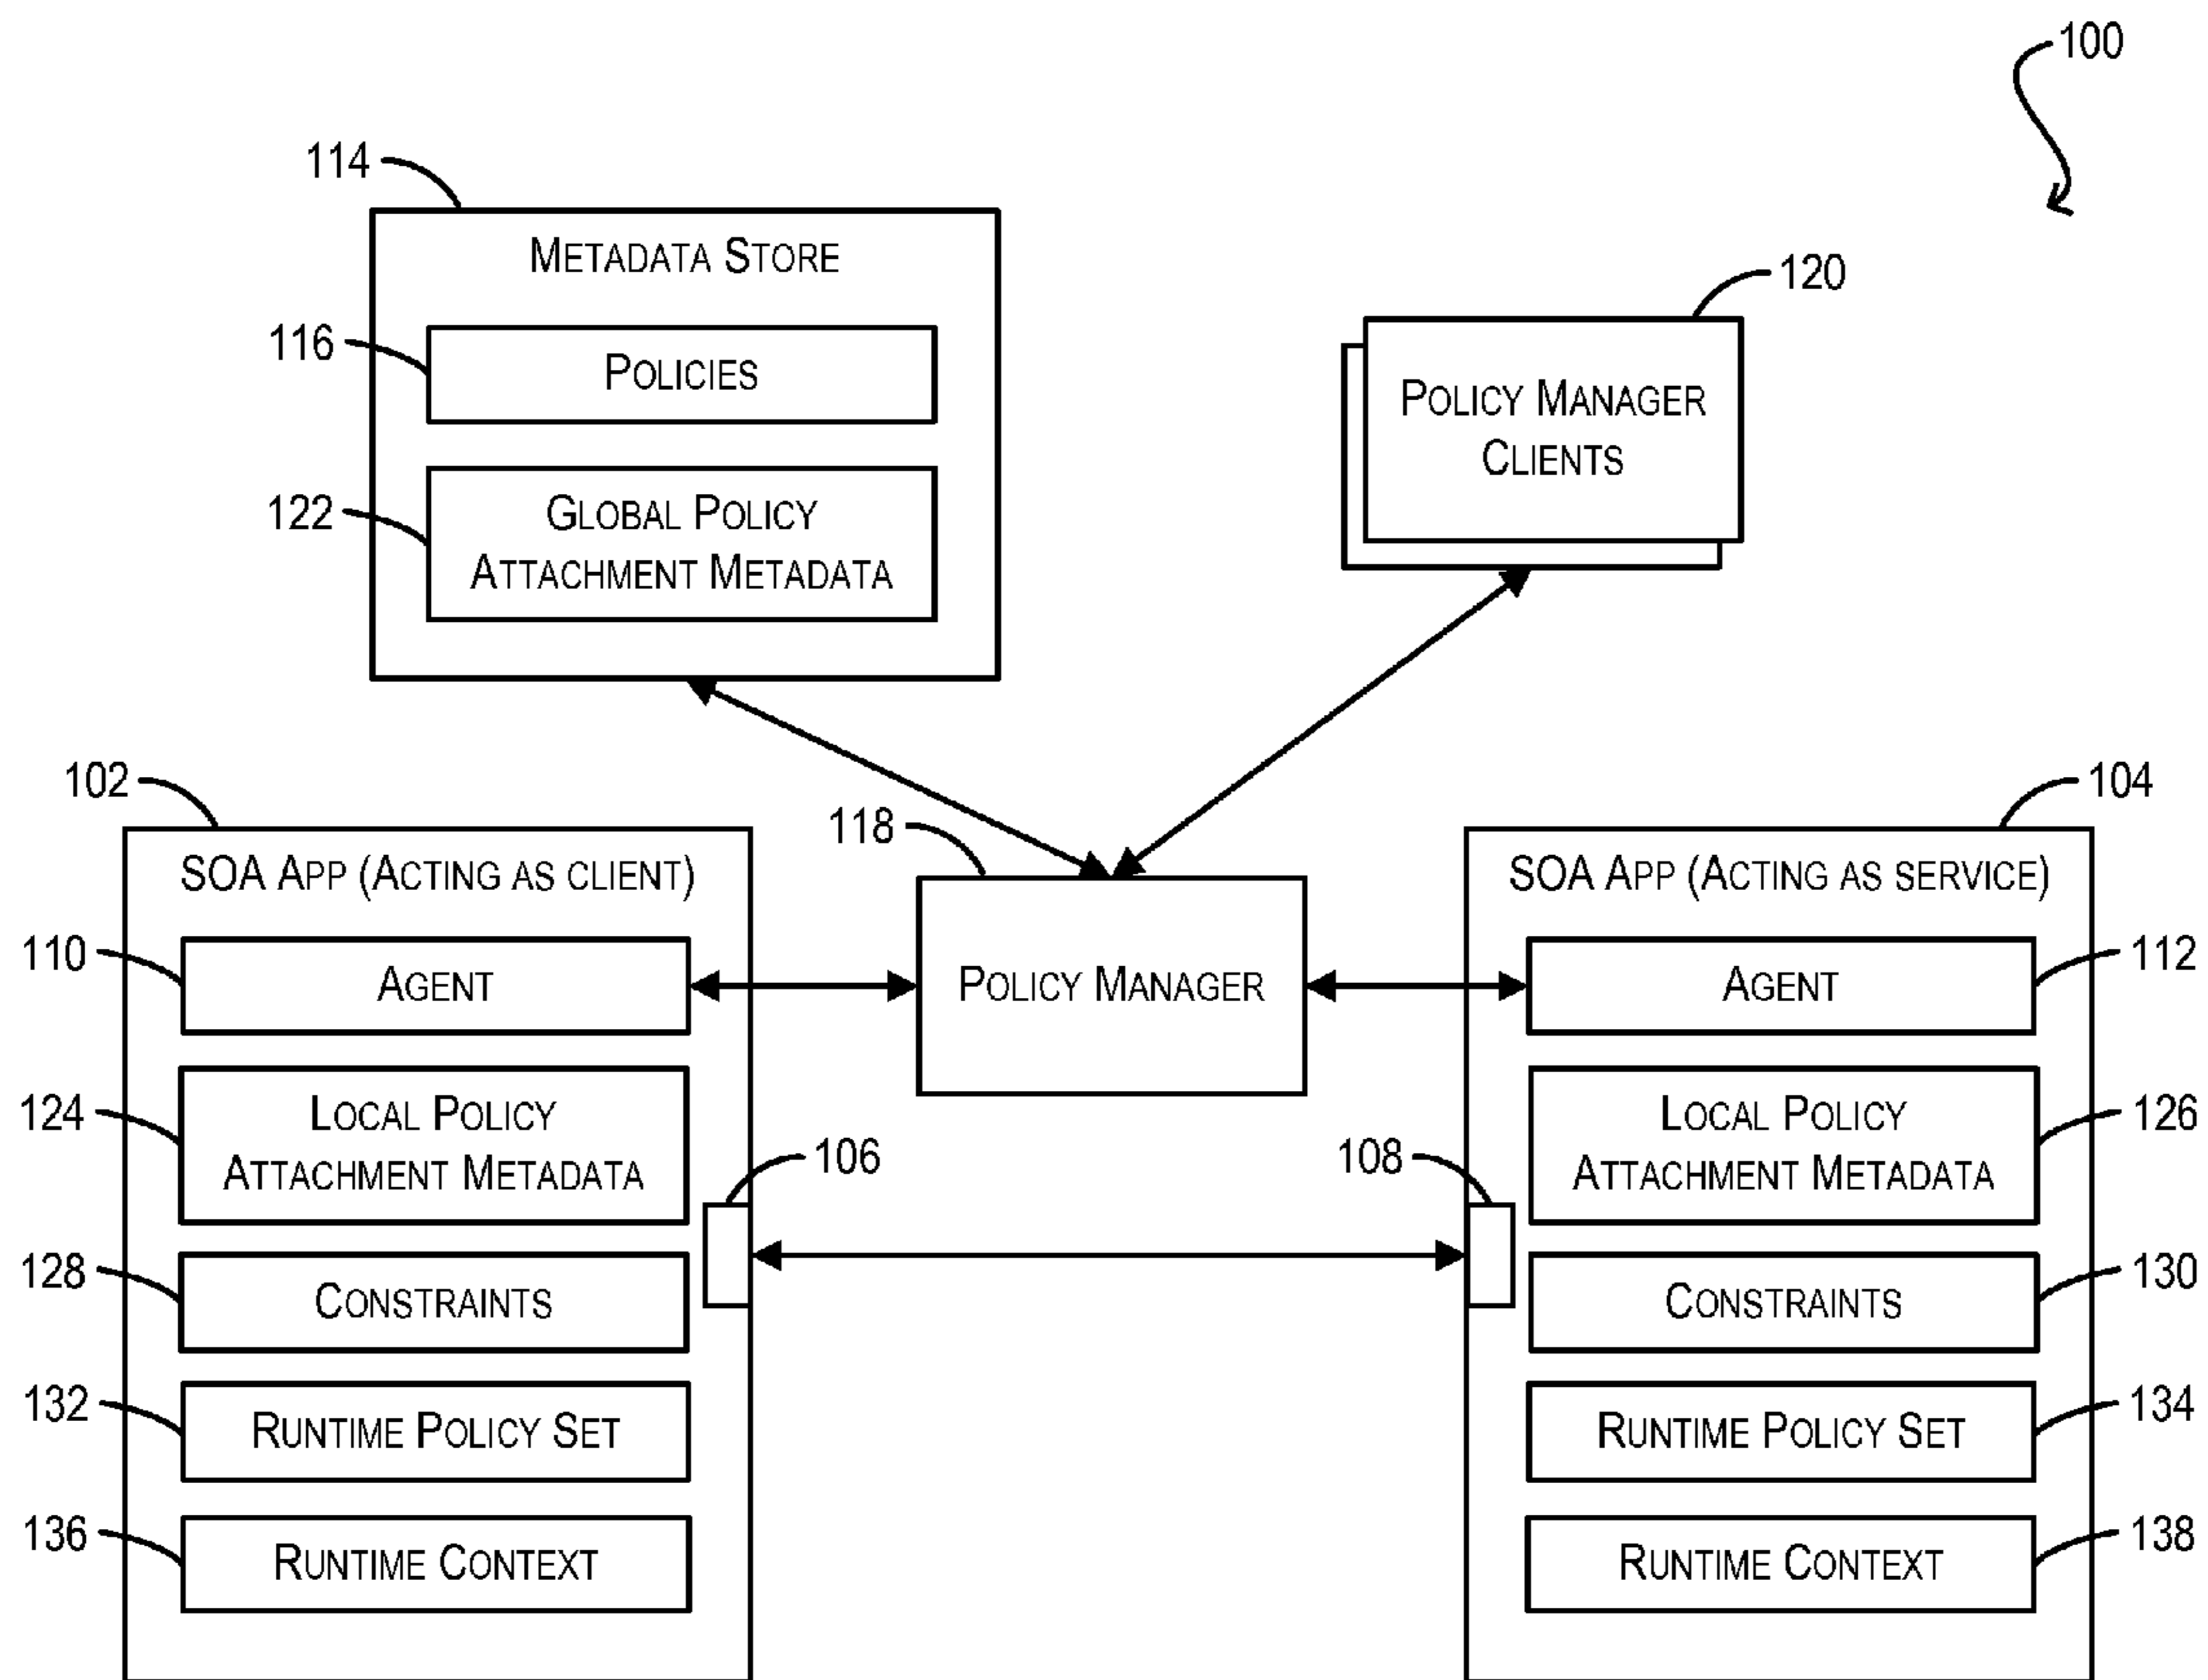 100
114
METADATA STORE
120
116
POLICIES
POLICY MANAGER
CLIENTS
122
GLOBAL POLICY
ATTACHMENT METADATA
102
104
118
SOA APP (ACTING AS CLIENT)
SOA APP (ACTING AS SERVICE)
110
AGENT
POLICY MANAGER
AGENT
112
124
LOCAL POLICY
ATTACHMENT METADATA
106
108
LOCAL POLICY
ATTACHMENT METADATA
126
128
CONSTRAINTS
CONSTRAINTS
130
132
RUNTIME POLICY SET
RUNTIME POLICY SET
134
136
RUNTIME CONTEXT
RUNTIME CONTEXT
138